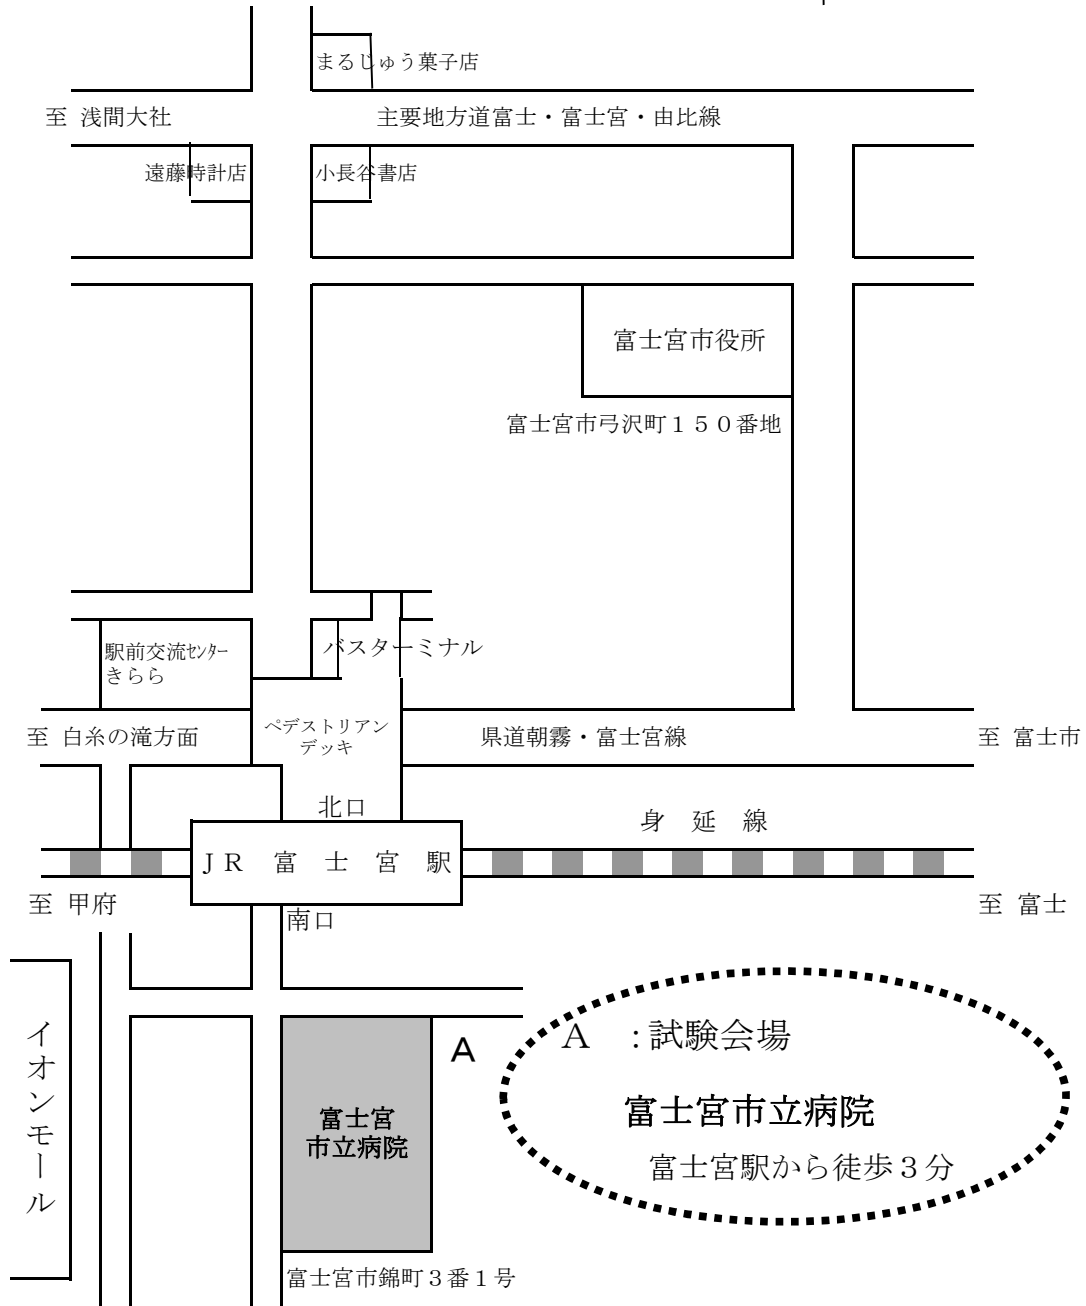 まるじゅう菓子店
至 浅間大社
主要地方道富士・富士宮・由比線
遠藤時計店
小長谷書店
富士宮市役所
富士宮市弓沢町１５０番地
駅前交流ｾﾝﾀｰ
きらら
バスターミナル
至 白糸の滝方面
ペデストリアン
デッキ
県道朝霧・富士宮線
至 富士市
北口
身 延 線
ＪＲ 富 士 宮 駅
至 甲府
南口
至 富士
イオンモール
A
富士宮
市立病院
Ａ ：試験会場
富士宮市立病院
富士宮駅から徒歩３分
富士宮市錦町３番１号